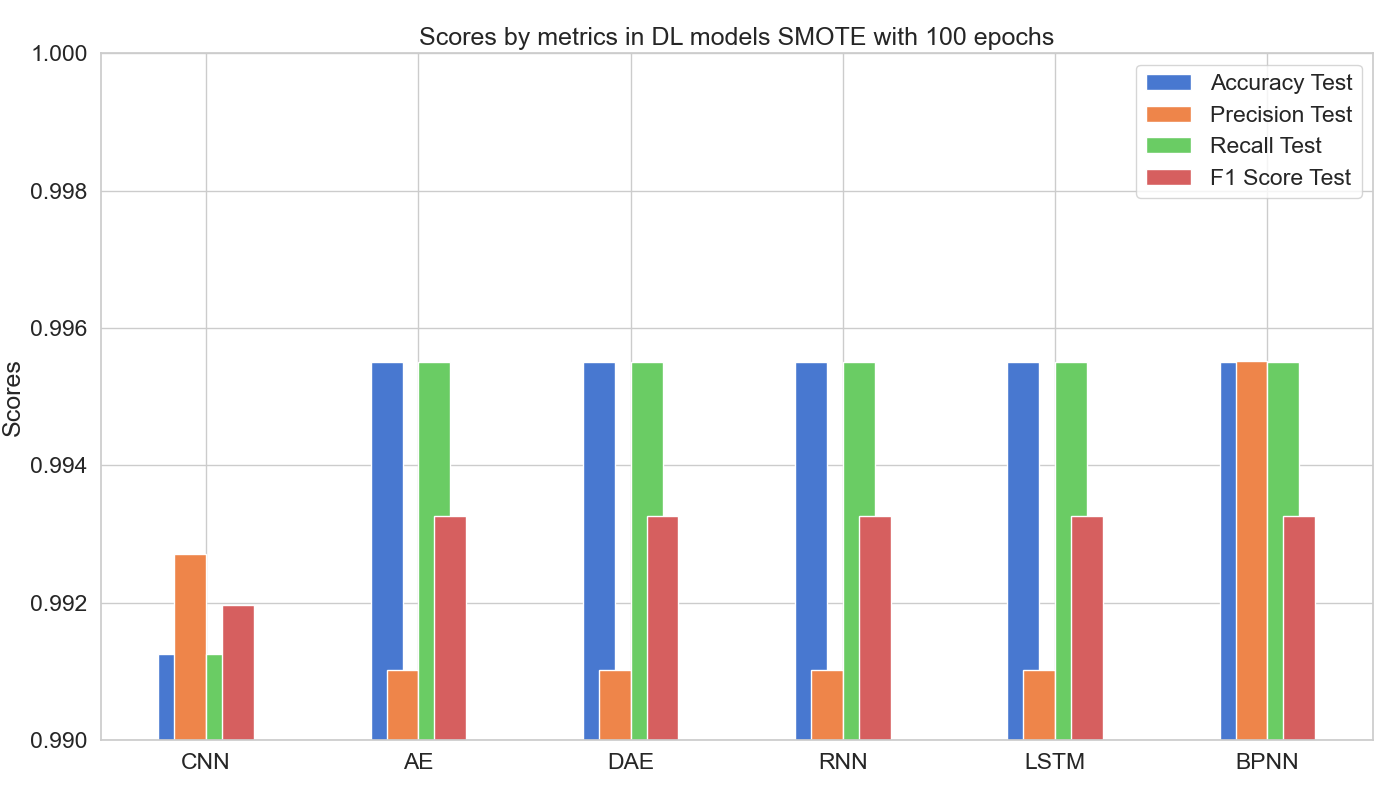 Scores by metrics in DL models SMOTE with 100 epochs
1.000
0.998
0.996
0.994
0.992
0.990
Scores
Accuracy Test
Precision Test
Recall Test
F1 Score Test
CNN
AE
DAE
RNN
LSTM
BPNN